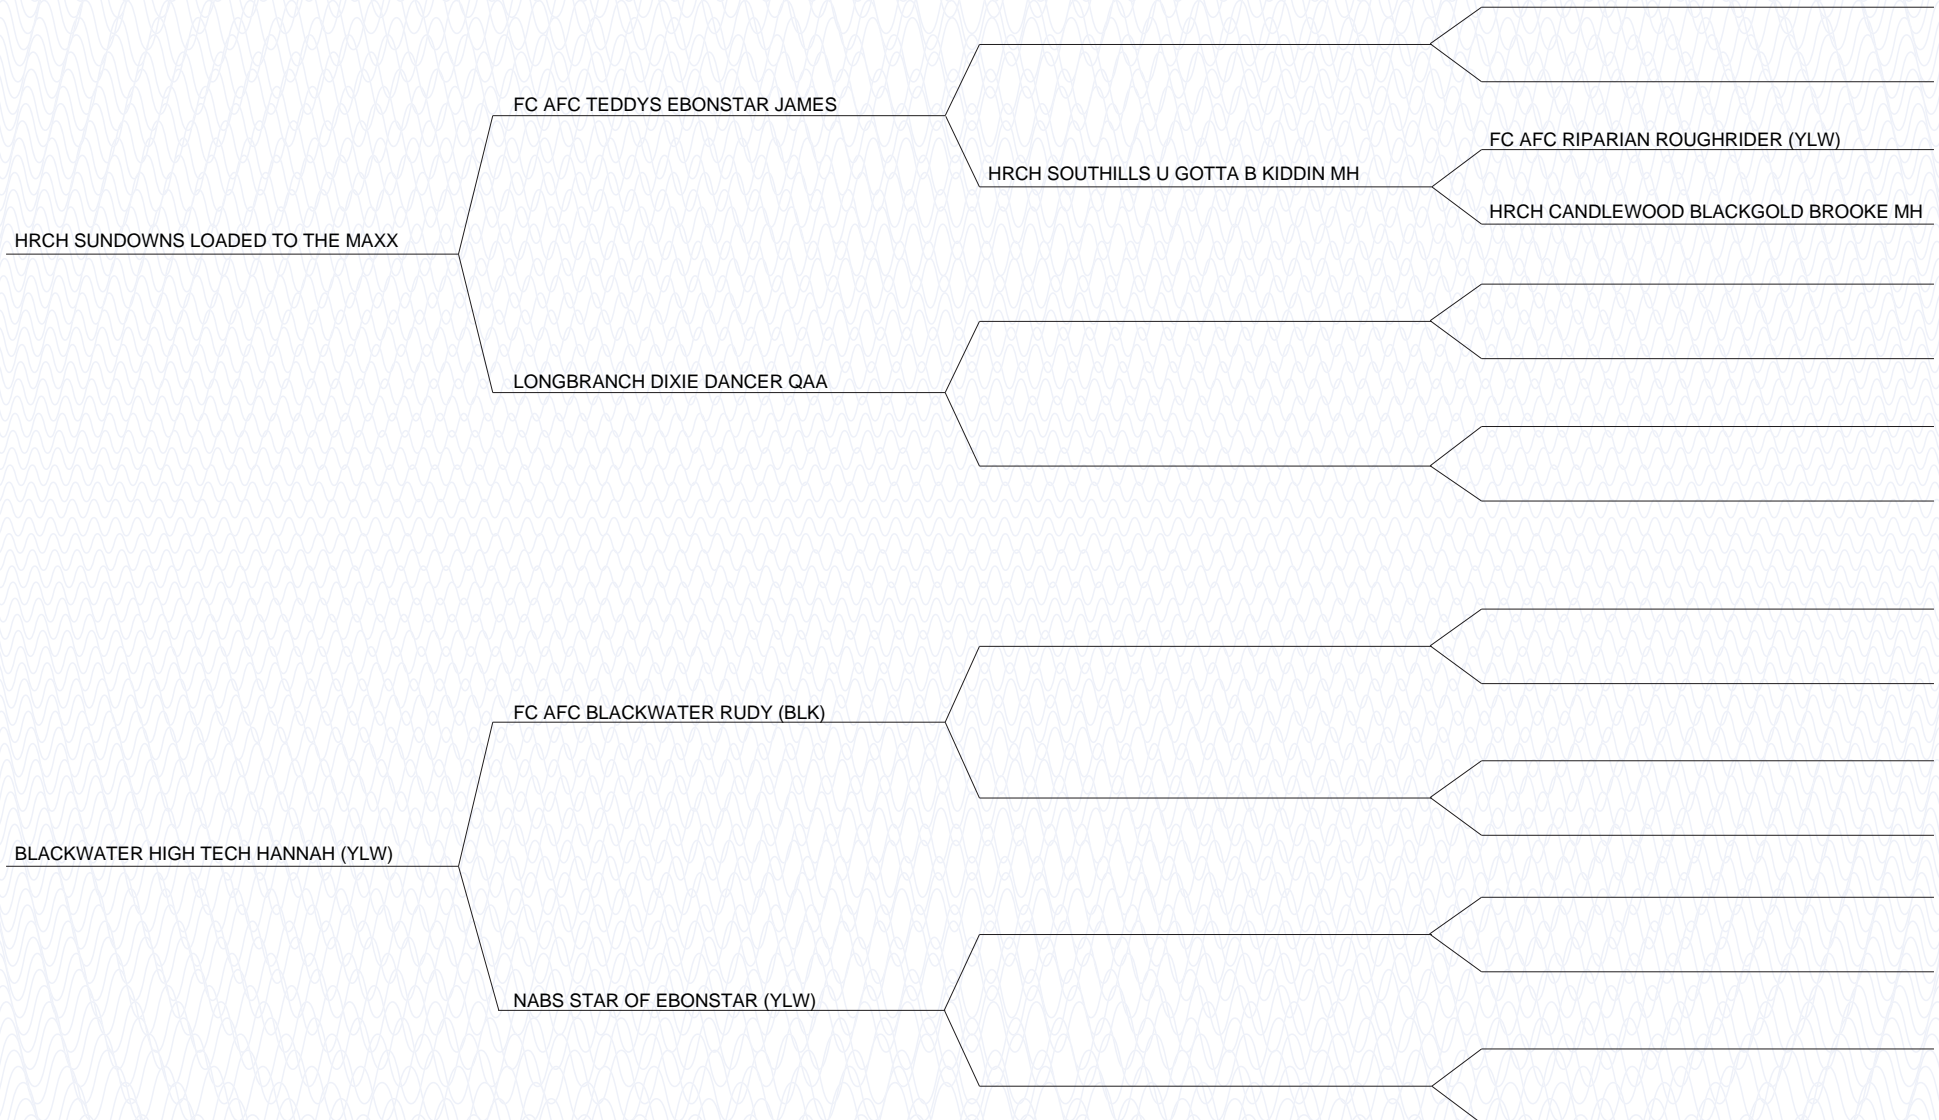 FC AFC TEDDYS EBONSTAR JAMES
FC AFC RIPARIAN ROUGHRIDER (YLW)
HRCH SOUTHILLS U GOTTA B KIDDIN MH
HRCH CANDLEWOOD BLACKGOLD BROOKE MH
HRCH SUNDOWNS LOADED TO THE MAXX
LONGBRANCH DIXIE DANCER QAA
FC AFC BLACKWATER RUDY (BLK)
BLACKWATER HIGH TECH HANNAH (YLW)
NABS STAR OF EBONSTAR (YLW)